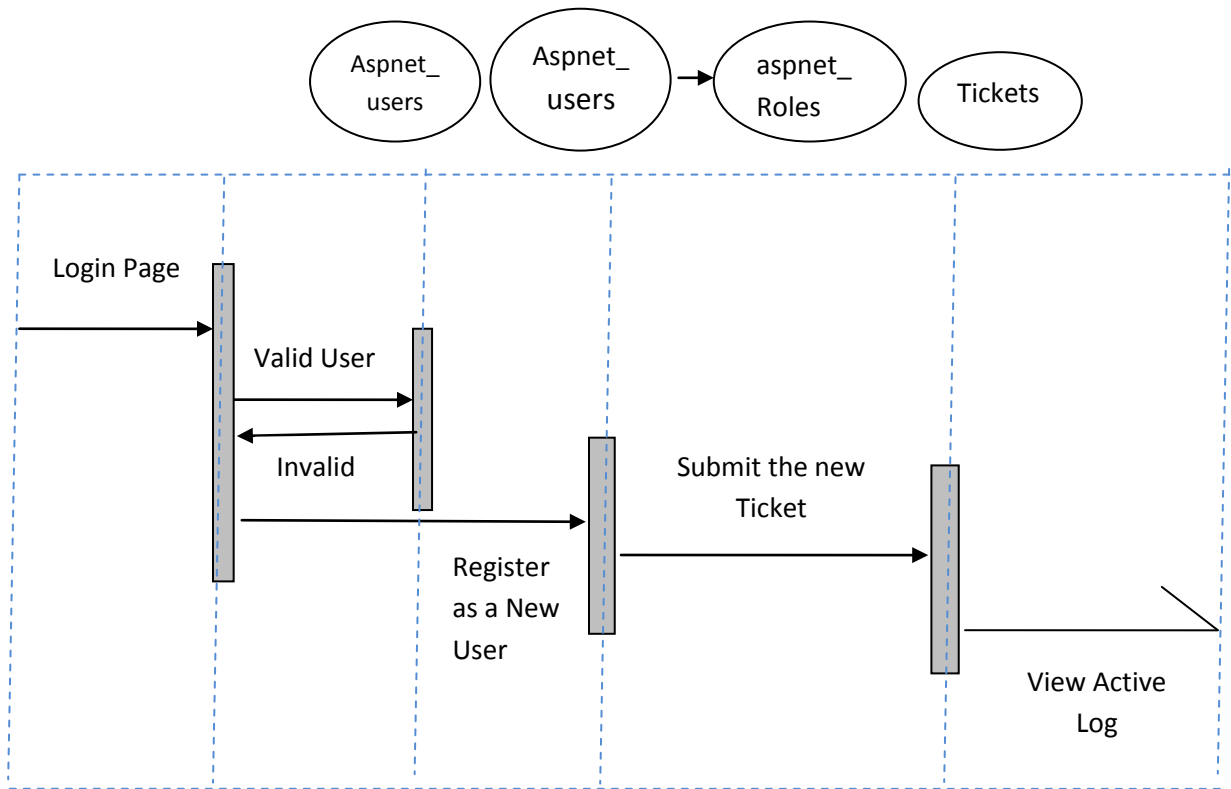 Aspnet_
users
Aspnet_
users
aspnet_
Roles
Tickets
Login Page
Valid User
Invalid
Register
as a New
User
Submit the new
Ticket
View Active
Log